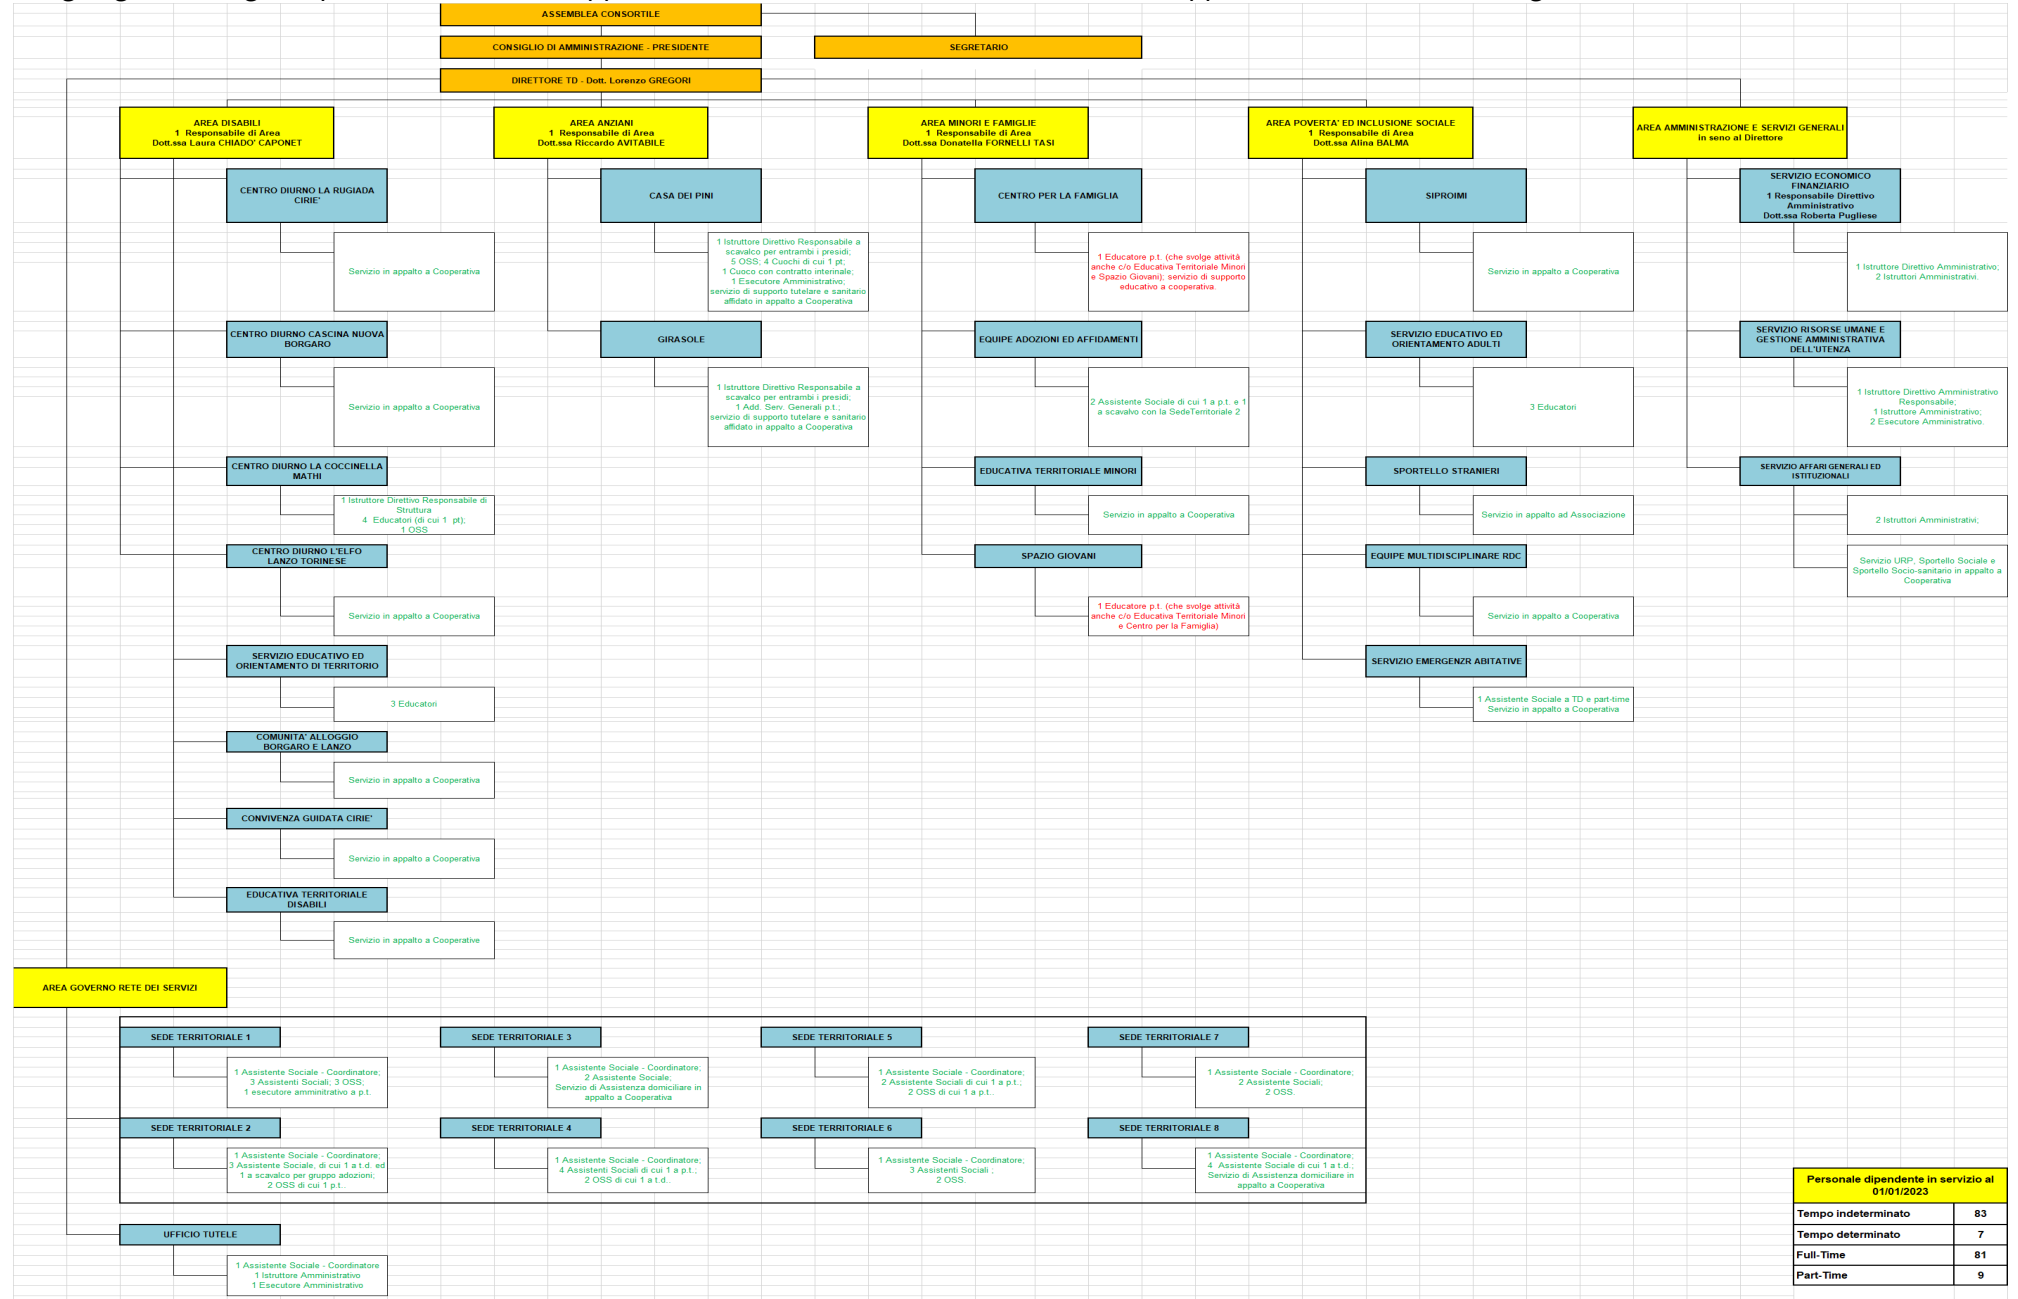 ASSEMBLEA CONSORTILE
CONSIGLIO DI AMMINISTRAZIONE - PRESIDENTE
SEGRETARIO
DIRETTORE TD - Dott. Lorenzo GREGORI
AREA DISABILI
1 Responsabile di Area
Dott.ssa Laura CHIADO' CAPONET
AREA ANZIANI
1 Responsabile di Area
Dott.ssa Riccardo AVITABILE
AREA MINORI E FAMIGLIE
1 Responsabile di Area
Dott.ssa Donatella FORNELLI TASI
AREA POVERTA' ED INCLUSIONE SOCIALE
1 Responsabile di Area
Dott.ssa Alina BALMA
AREA AMMINISTRAZIONE E SERVIZI GENERALI
in seno al Direttore
CENTRO DIURNO LA RUGIADA
CIRIE'
Servizio in appalto a Cooperativa
CENTRO DIURNO CASCINA NUOVA
BORGARO
Servizio in appalto a Cooperativa
CENTRO DIURNO LA COCCINELLA
MATHI
1 Istruttore Direttivo Responsabile di
Struttura
4 Educatori (di cui 1 pt);
1 OSS
CENTRO DIURNO L'ELFO
LANZO TORINESE
Servizio in appalto a Cooperativa
SERVIZIO EDUCATIVO ED
ORIENTAMENTO DI TERRITORIO
3 Educatori
COMUNITA' ALLOGGIO
BORGARO E LANZO
Servizio in appalto a Cooperativa
CONVIVENZA GUIDATA CIRIE'
Servizio in appalto a Cooperativa
EDUCATIVA TERRITORIALE
DISABILI
Servizio in appalto a Cooperative
CASA DEI PINI
1 Istruttore Direttivo Responsabile a
scavalco per entrambi i presidi;
5 OSS; 4 Cuochi di cui 1 pt;
1 Cuoco con contratto interinale;
1 Esecutore Amministrativo;
servizio di supporto tutelare e sanitario
affidato in appalto a Cooperativa
GIRASOLE
1 Istruttore Direttivo Responsabile a
scavalco per entrambi i presidi;
1 Add. Serv. Generali p.t.;
servizio di supporto tutelare e sanitario
affidato in appalto a Cooperativa
CENTRO PER LA FAMIGLIA
1 Educatore p.t. (che svolge attività
anche c/o Educativa Territoriale Minori
e Spazio Giovani); servizio di supporto
educativo a cooperativa.
EQUIPE ADOZIONI ED AFFIDAMENTI
2 Assistente Sociale di cui 1 a p.t. e 1
a scavalvo con la SedeTerritoriale 2
EDUCATIVA TERRITORIALE MINORI
Servizio in appalto a Cooperativa
SPAZIO GIOVANI
1 Educatore p.t. (che svolge attività
anche c/o Educativa Territoriale Minori
e Centro per la Famiglia)
SIPROIMI
Servizio in appalto a Cooperativa
SERVIZIO EDUCATIVO ED
ORIENTAMENTO ADULTI
3 Educatori
SPORTELLO STRANIERI
Servizio in appalto ad Associazione
EQUIPE MULTIDISCIPLINARE RDC
Servizio in appalto a Cooperativa
SERVIZIO EMERGENZR ABITATIVE
1 Assistente Sociale a TD e part-time
Servizio in appalto a Cooperativa
SERVIZIO ECONOMICO
FINANZIARIO
1 Responsabile Direttivo
Amministrativo
Dott.ssa Roberta Pugliese
1 Istruttore Direttivo Amministrativo;
2 Istruttori Amministrativi.
SERVIZIO RISORSE UMANE E
GESTIONE AMMINISTRATIVA
DELL'UTENZA
1 Istruttore Direttivo Amministrativo
Responsabile;
1 Istruttore Amministrativo;
2 Esecutore Amministrativo.
SERVIZIO AFFARI GENERALI ED
ISTITUZIONALI
2 Istruttori Amministrativi;
Servizio URP, Sportello Sociale e
Sportello Socio-sanitario in appalto a
Cooperativa
AREA GOVERNO RETE DEI SERVIZI
SEDE TERRITORIALE 1
1 Assistente Sociale - Coordinatore;
3 Assistenti Sociali; 3 OSS;
1 esecutore amminitrativo a p.t.
SEDE TERRITORIALE 3
1 Assistente Sociale - Coordinatore;
2 Assistente Sociale;
Servizio di Assistenza domiciliare in
appalto a Cooperativa
SEDE TERRITORIALE 5
1 Assistente Sociale - Coordinatore;
2 Assistente Sociali di cui 1 a p.t.;
2 OSS di cui 1 a p.t..
SEDE TERRITORIALE 7
1 Assistente Sociale - Coordinatore;
2 Assistente Sociali;
2 OSS.
SEDE TERRITORIALE 2
1 Assistente Sociale - Coordinatore;
3 Assistente Sociale, di cui 1 a t.d. ed
1 a scavalco per gruppo adozioni;
2 OSS di cui 1 p.t..
SEDE TERRITORIALE 4
1 Assistente Sociale - Coordinatore;
4 Assistenti Sociali di cui 1 a p.t.;
2 OSS di cui 1 a t.d..
SEDE TERRITORIALE 6
1 Assistente Sociale - Coordinatore;
3 Assistenti Sociali ;
2 OSS.
SEDE TERRITORIALE 8
1 Assistente Sociale - Coordinatore;
4 Assistente Sociale di cui 1 a t.d.;
Servizio di Assistenza domiciliare in
appalto a Cooperativa
UFFICIO TUTELE
1 Assistente Sociale - Coordinatore
1 Istruttore Amministrativo
1 Esecutore Amministrativo
Personale dipendente in servizio al
01/01/2023
Tempo indeterminato 83
Tempo determinato 7
Full-Time 81
Part-Time 9